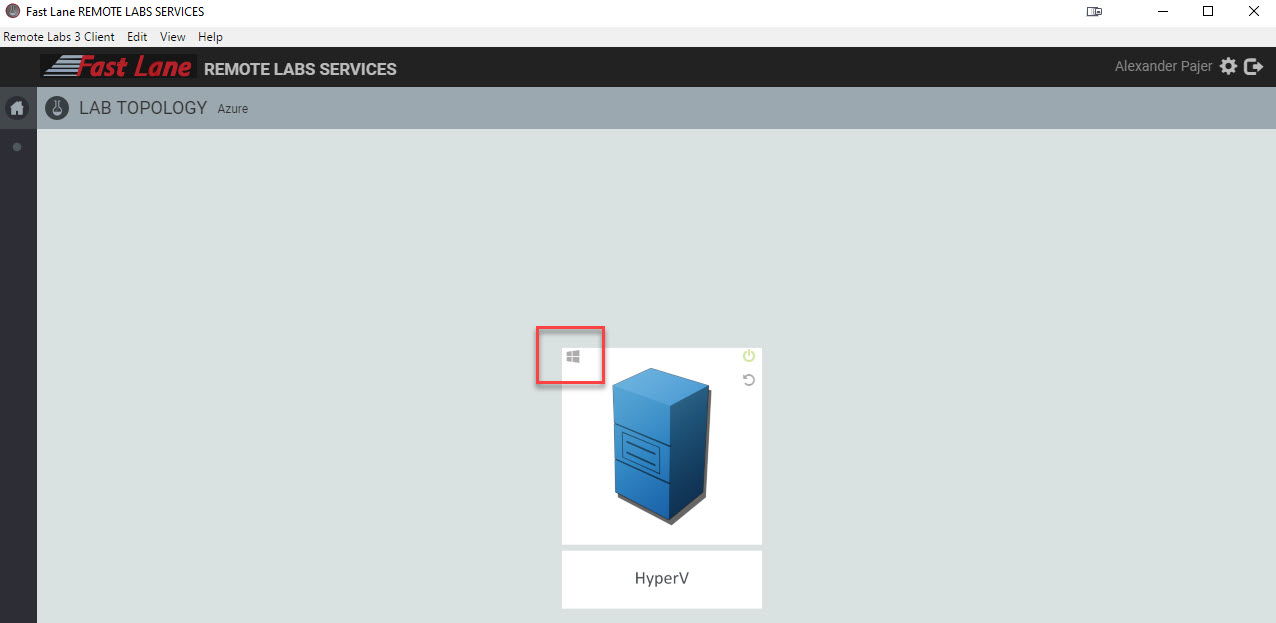 Fast Lane REMOTE LABS SERVICES
Remote Labs 3 Client Edit View Help
Fast Lane REMOTE LABS SERVICES
Alexander Pajer
LAB TOPOLOGY Azure
HyperV